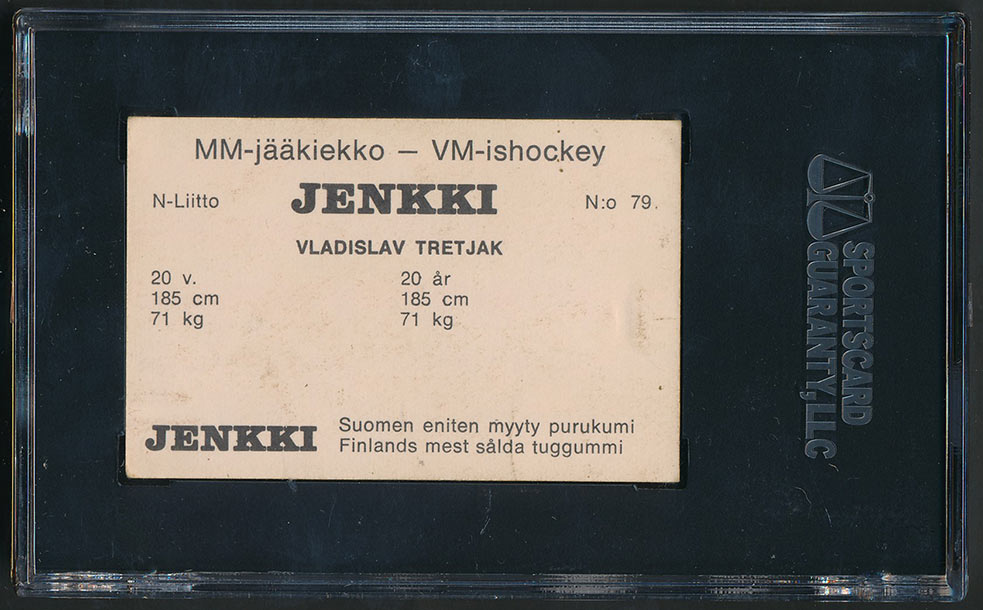 MM-jääkiekko – VM-ishockey
N-Liitto JENKKI N:o 79.
VLADISLAV TRETJAK
20 v. 20 år
185 cm 185 cm
71 kg 71 kg
JENKKI Suomen eniten myyty purukumi
Finlands mest sålda tuggummi
SPORTSCARD
GUARANTY, LLC